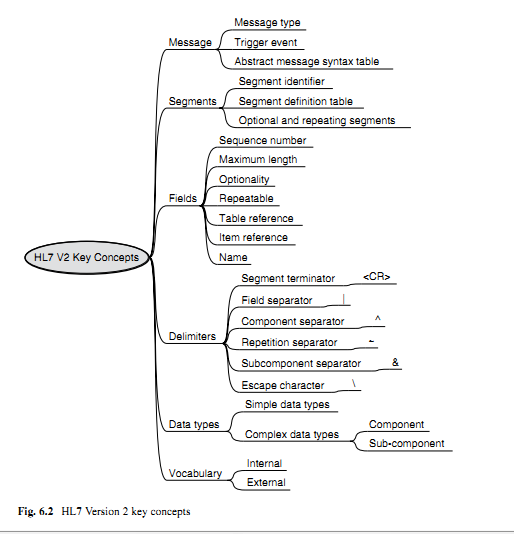 HL7 V2 Key Concepts
Message
Message type
Trigger event
Abstract message syntax table
Segments
Segment identifier
Segment definition table
Optional and repeating segments
Fields
Sequence number
Maximum length
Optionality
Repeatable
Table reference
Item reference
Name
Delimiters
Segment terminator <CR>
Field separator |
Component separator ^
Repetition separator ~
Subcomponent separator &
Escape character \
Data types
Simple data types
Complex data types
Component
Sub-component
Vocabulary
Internal
External
Fig. 6.2 HL7 Version 2 key concepts